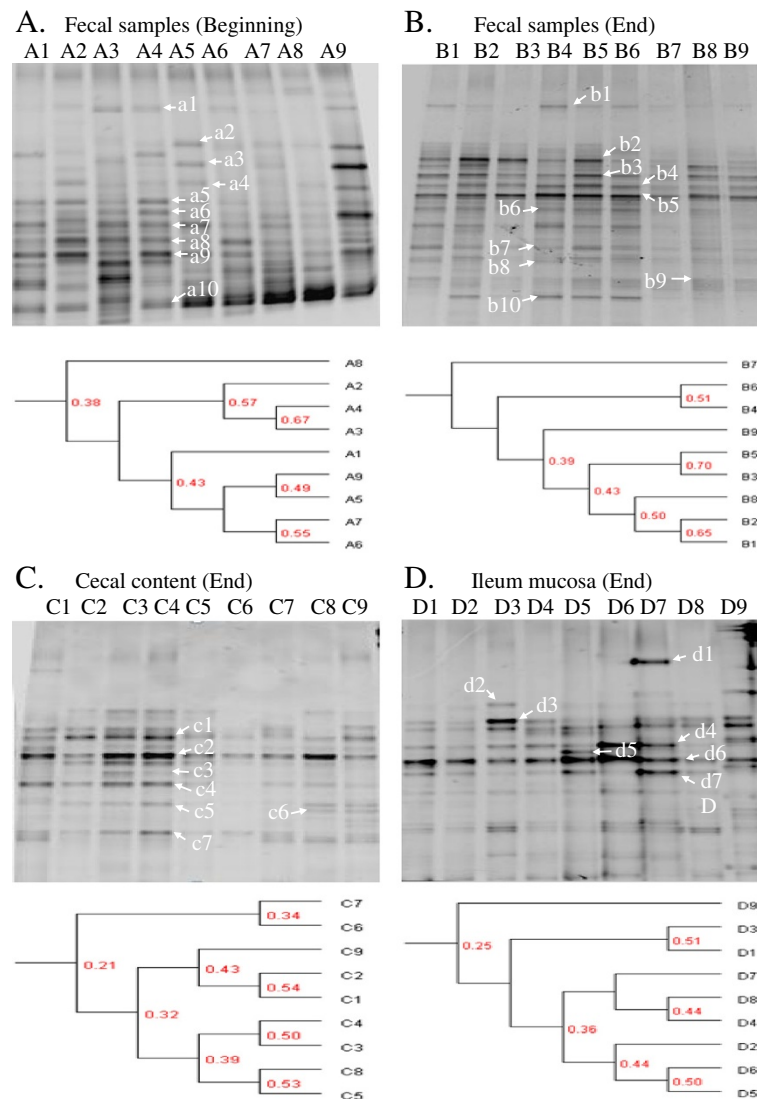 A. Fecal samples (Beginning)
A1 A2 A3 A4 A5 A6 A7 A8 A9
a1
a2
a3
a4
a5
a6
a7
a8
a9
a10
A8
A2
0.38
0.57
A4
0.67
A3
A1
A9
0.43
0.49
A5
A7
0.55
A6
B. Fecal samples (End)
B1 B2 B3 B4 B5 B6 B7 B8 B9
b1
b2
b3
b4
b5
b6
b7
b8
b9
b10
B7
B6
0.51
B4
B9
0.39
B5
0.70
B3
0.43
B8
0.50
B2
0.65
B1
C. Cecal content (End)
C1 C2 C3 C4 C5 C6 C7 C8 C9
c1
c2
c3
c4
c5
c6
c7
C7
0.34
C6
0.21
C9
0.43
C2
0.54
C1
0.32
C4
0.50
C3
0.39
C8
0.53
C5
D. Ileum mucosa (End)
D1 D2 D3 D4 D5 D6 D7 D8 D9
d1
d2
d3
d4
d5
d6
d7
D
D9
D3
0.25
0.51
D1
D7
D8
0.44
D4
0.36
D2
0.44
D6
0.50
D5